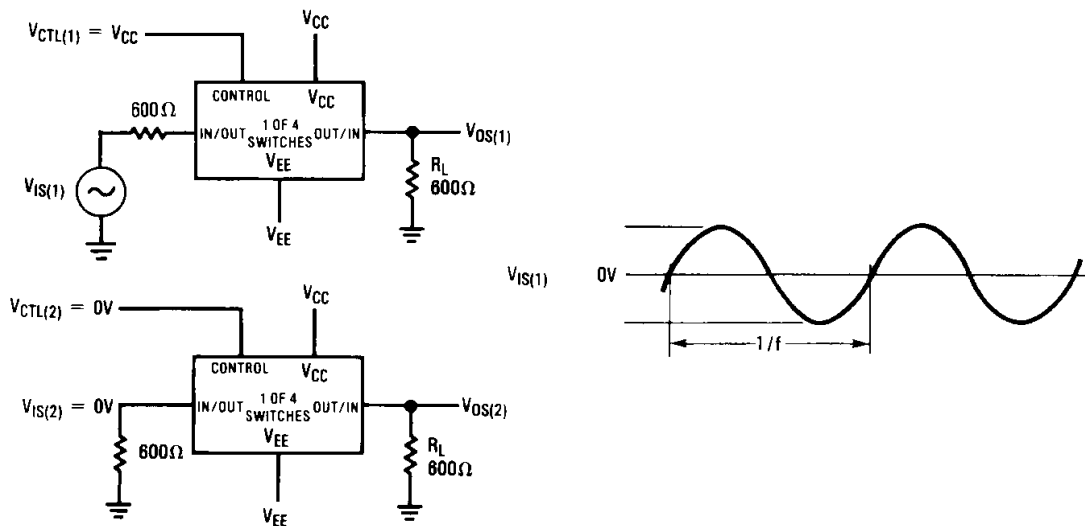 VCTL(1) = VCC
VCC
600Ω
CONTROL
VCC
IN/OUT 1 OF 4 SWITCHES OUT/IN
VEE
VOS(1)
RL
600Ω
VIS(1)
VEE
VCTL(2) = 0V
VCC
CONTROL
VCC
VIS(2) = 0V
IN/OUT 1 OF 4 SWITCHES OUT/IN
VEE
VOS(2)
600Ω
RL
600Ω
VEE
VIS(1) 0V
1/f